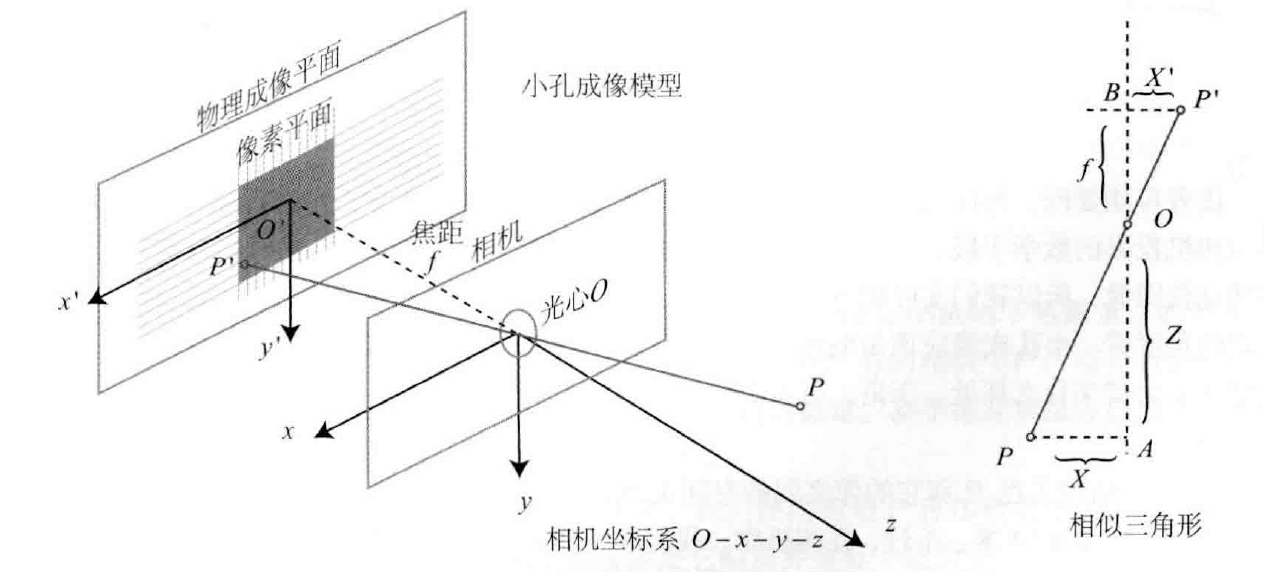 小孔成像模型
物理成像平面
像素平面
O'
P'
x'
y'
焦距
f
相机
光心O
x
y
z
P
相机坐标系 O-x-y-z
B
X'
P'
f
O
Z
P
X
A
相似三角形